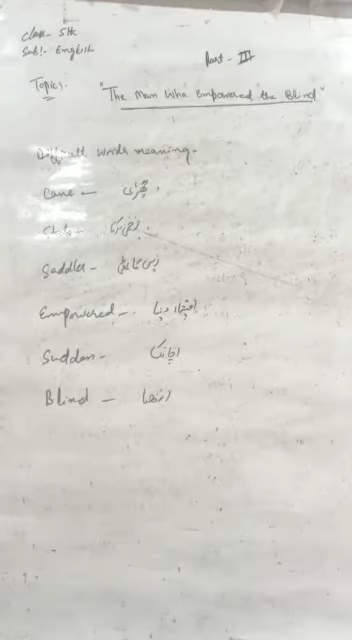 Class- 5th
Sub:- English
Part - III
Topic:- "The Man Who Empowered the Blind"
Difficult words meaning -
Cane - چھڑی
Saddler -
Empowered - اختیار دینا
Suddan - اچانک
Blind - اندھا